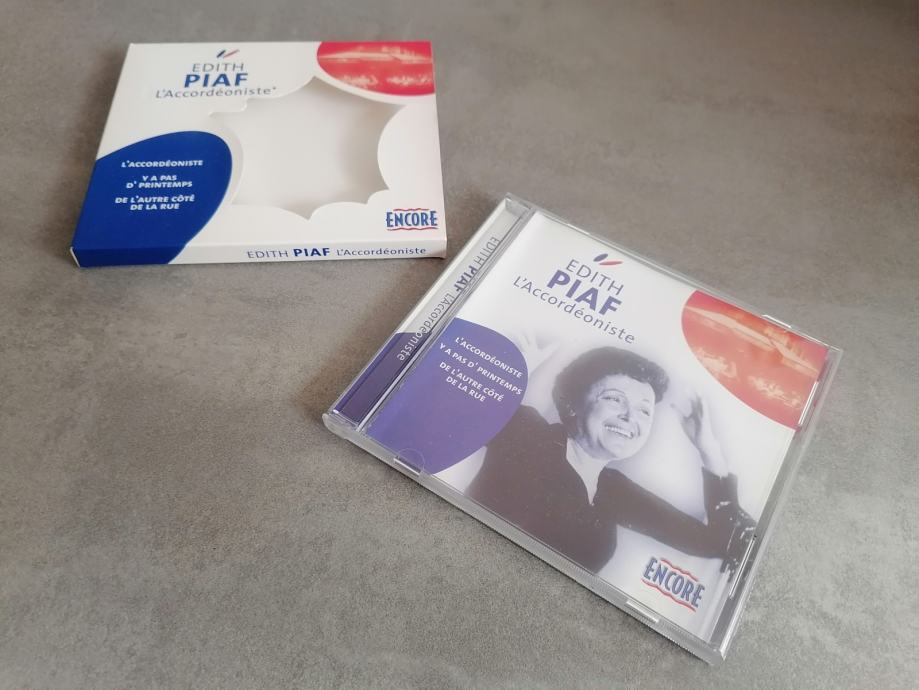 EDITH
PIAF
L'Accordéoniste"
L'ACCORDÉONISTE
Y A PAS
D' PRINTEMPS
DE L'AUTRE CÔTÉ
DE LA RUE
ENCORE
EDITH PIAF L'Accordéoniste
EDITH PIAF L'Accordéoniste
EDITH
PIAF
L'Accordéoniste
L'ACCORDÉONISTE
Y A PAS D' PRINTEMPS
DE L'AUTRE CÔTÉ
DE LA RUE
ENCORE